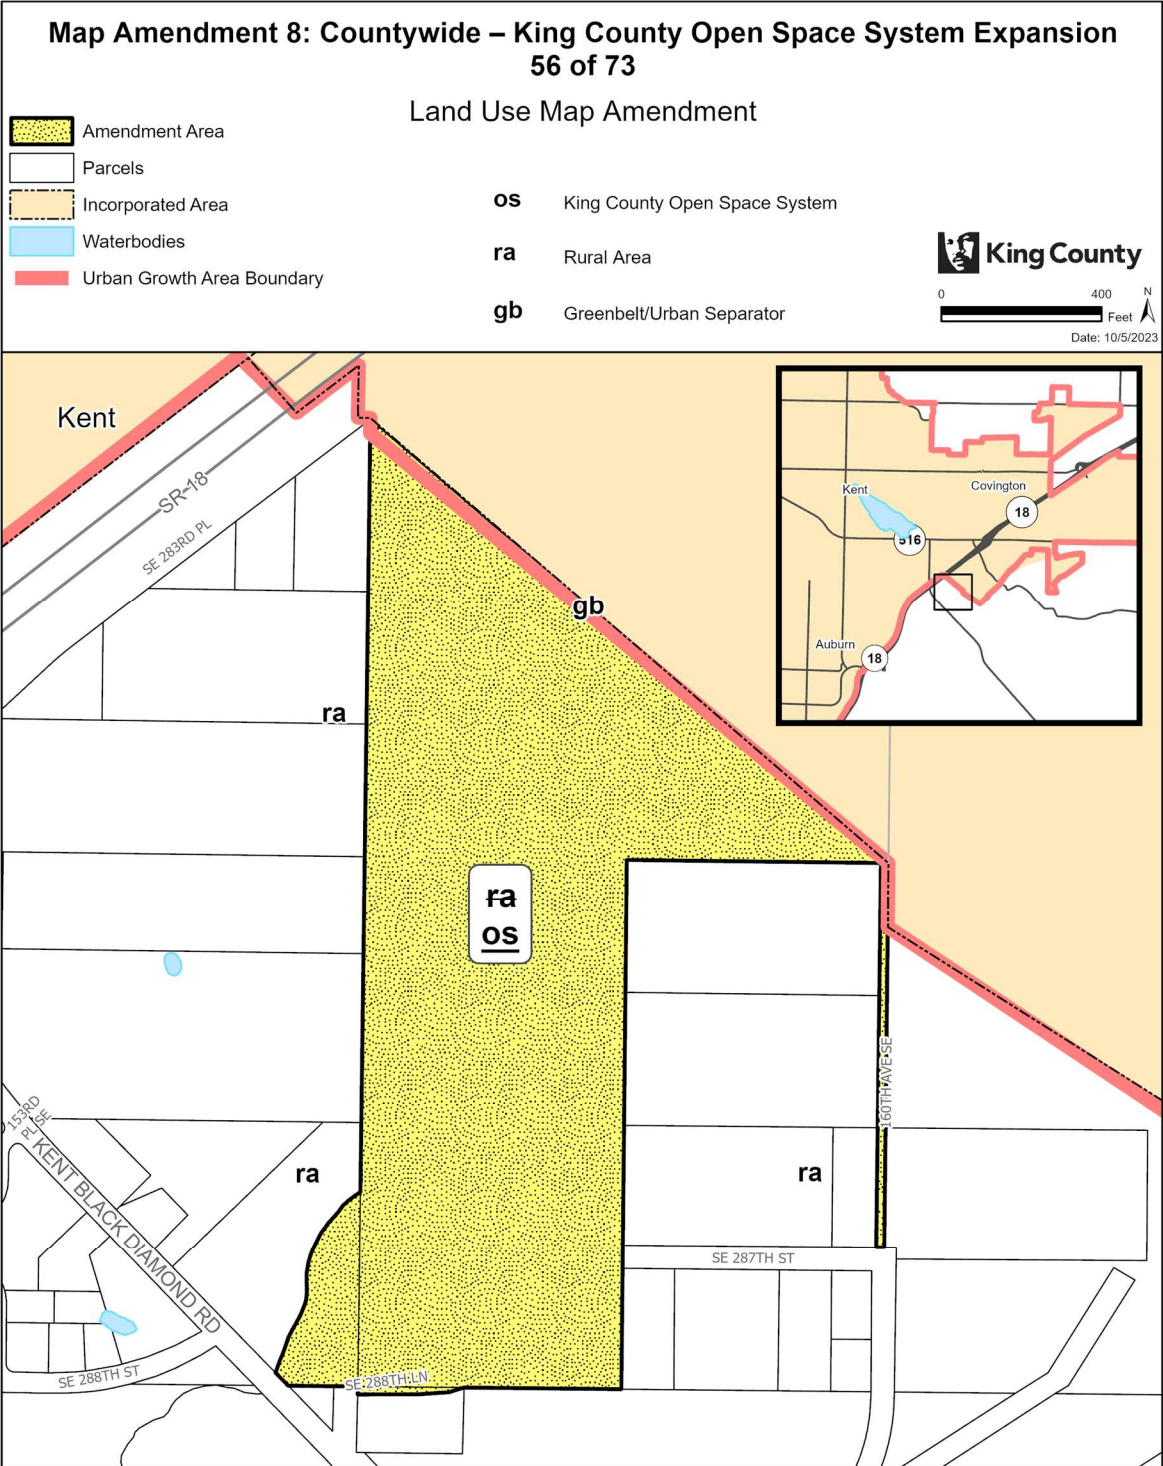 Map Amendment 8: Countywide – King County Open Space System Expansion
56 of 73
Land Use Map Amendment
Amendment Area
Parcels
Incorporated Area
Waterbodies
Urban Growth Area Boundary
os King County Open Space System
ra Rural Area
gb Greenbelt/Urban Separator
King County
0 400
Feet
N
Date: 10/5/2023
Kent
SR-18
SE 283RD PL
gb
ra
ra
os
Kent
Covington
18
516
Auburn
18
160TH AVE SE
153RD
PL SE
KENT BLACK DIAMOND RD
ra
ra
SE 287TH ST
SE 288TH ST
SE 288TH LN